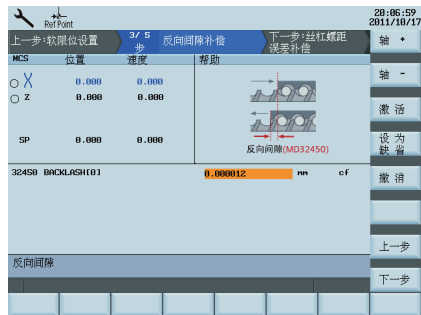 Ref Point
20:06:59
2011/10/17
上一步:软限位设置
3/ 5
步
反向间隙补偿
下一步:丝杠螺距
误差补偿
轴 +
MCS
位置
速度
帮助
轴 -
X
0.000
0.000
Z
0.000
0.000
激 活
SP
0.000
0.000
反向间隙(MD32450)
设 为
缺 省
32450 BACKLASH[0]
0.000012
mm
cf
撤 消
上一步
反向间隙
下一步